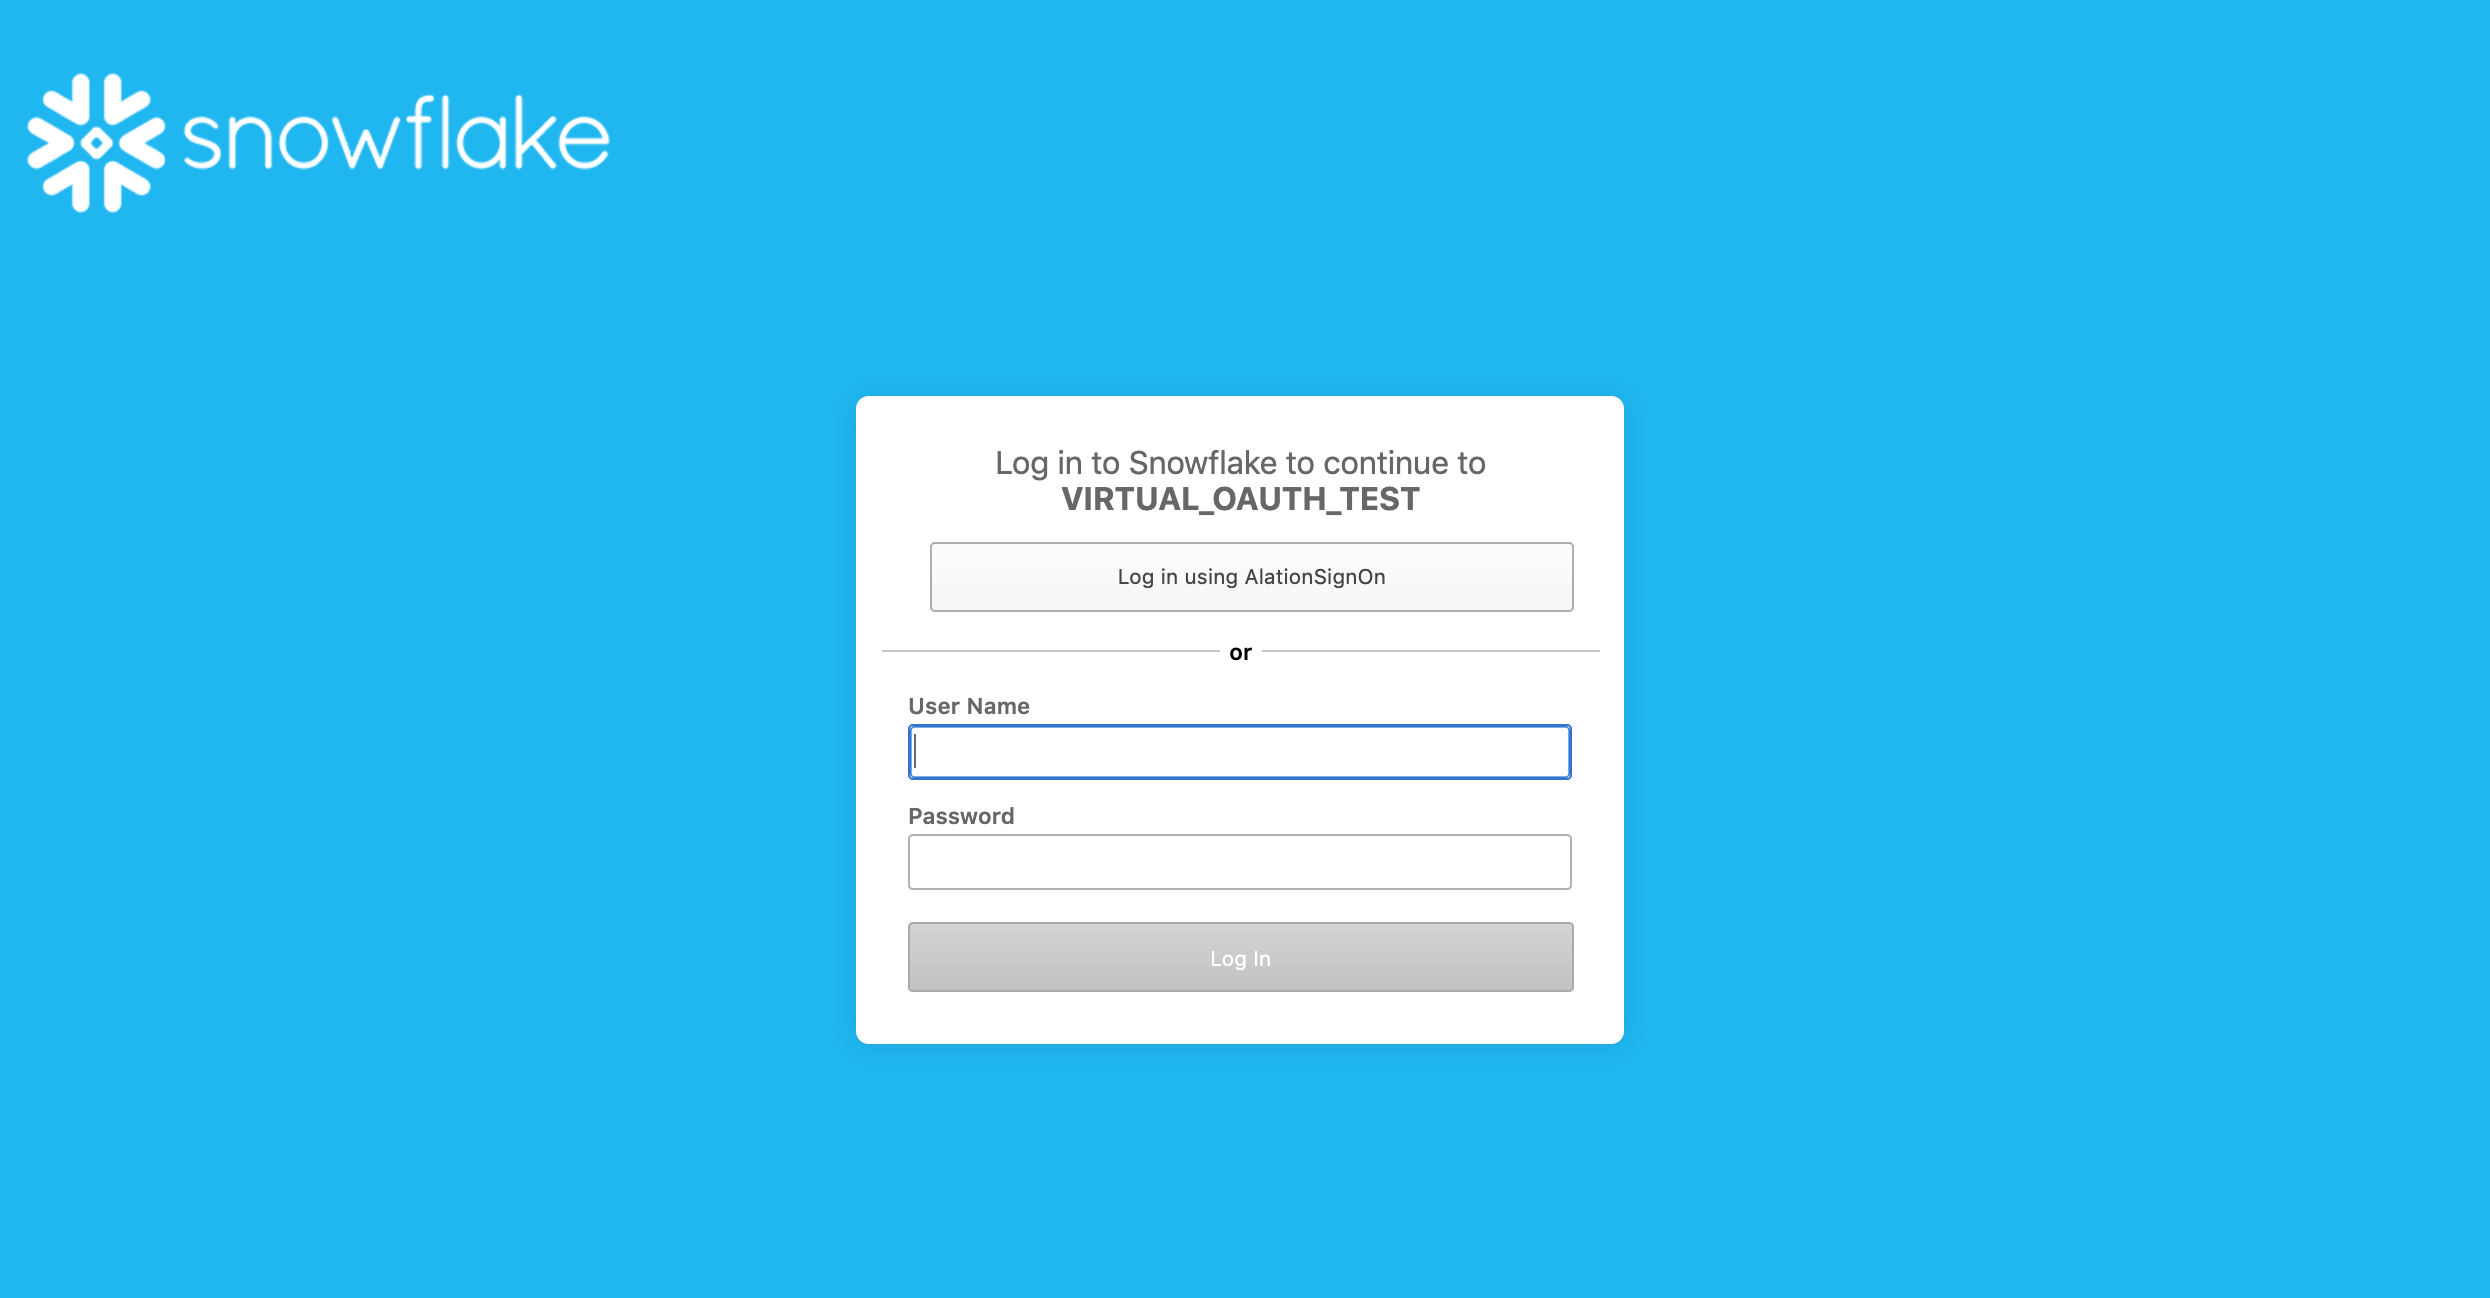 snowflake
Log in to Snowflake to continue to
VIRTUAL_OAUTH_TEST
Log in using AlationSignOn
or
User Name
Password
Log In